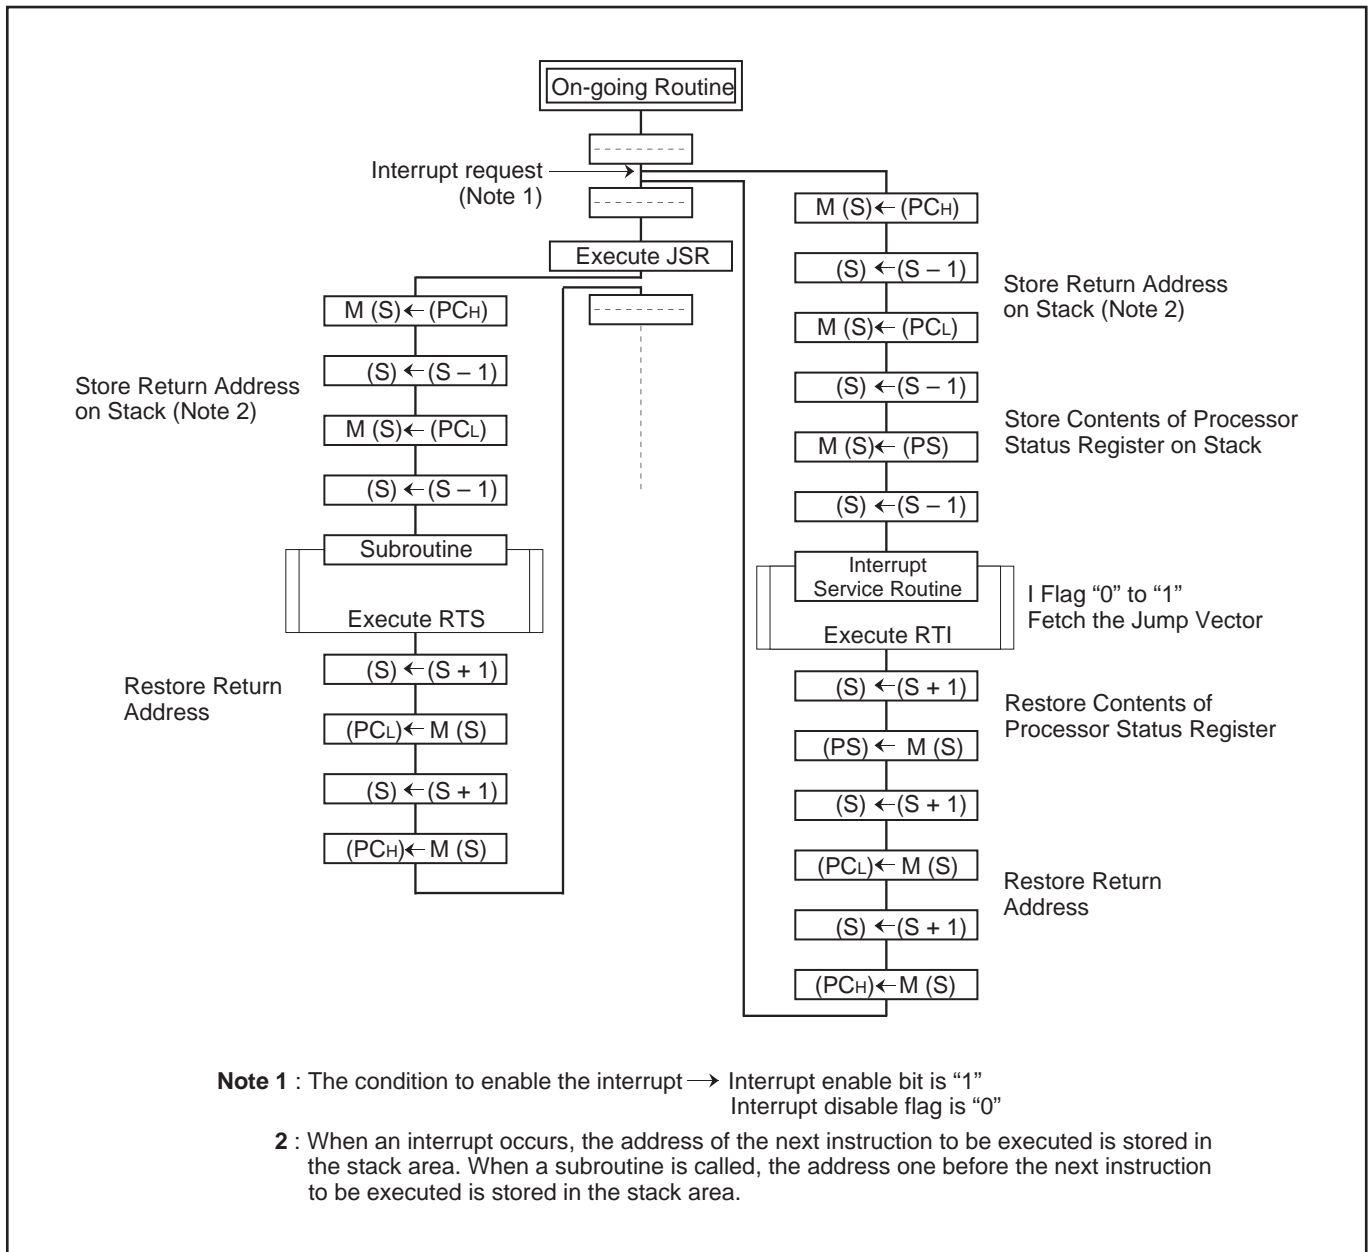 On-going Routine
Interrupt request
(Note 1)
Execute JSR
M (S)←(PCH)
(S) ←(S – 1)
M (S)←(PCL)
(S) ←(S – 1)
Store Return Address
on Stack (Note 2)
Subroutine
Execute RTS
(S) ←(S + 1)
(PCL)←M (S)
(S) ←(S + 1)
(PCH)←M (S)
Restore Return
Address
M (S)←(PCH)
(S) ←(S – 1)
M (S)←(PCL)
(S) ←(S – 1)
M (S)←(PS)
(S) ←(S – 1)
Store Return Address
on Stack (Note 2)
Store Contents of Processor
Status Register on Stack
Interrupt
Service Routine
Execute RTI
I Flag “0” to “1”
Fetch the Jump Vector
(S) ←(S + 1)
(PS) ← M (S)
(S) ←(S + 1)
(PCL)←M (S)
(S) ←(S + 1)
(PCH)←M (S)
Restore Contents of
Processor Status Register
Restore Return
Address
Note 1 : The condition to enable the interrupt → Interrupt enable bit is “1”
Interrupt disable flag is “0”
2 : When an interrupt occurs, the address of the next instruction to be executed is stored in
the stack area. When a subroutine is called, the address one before the next instruction
to be executed is stored in the stack area.